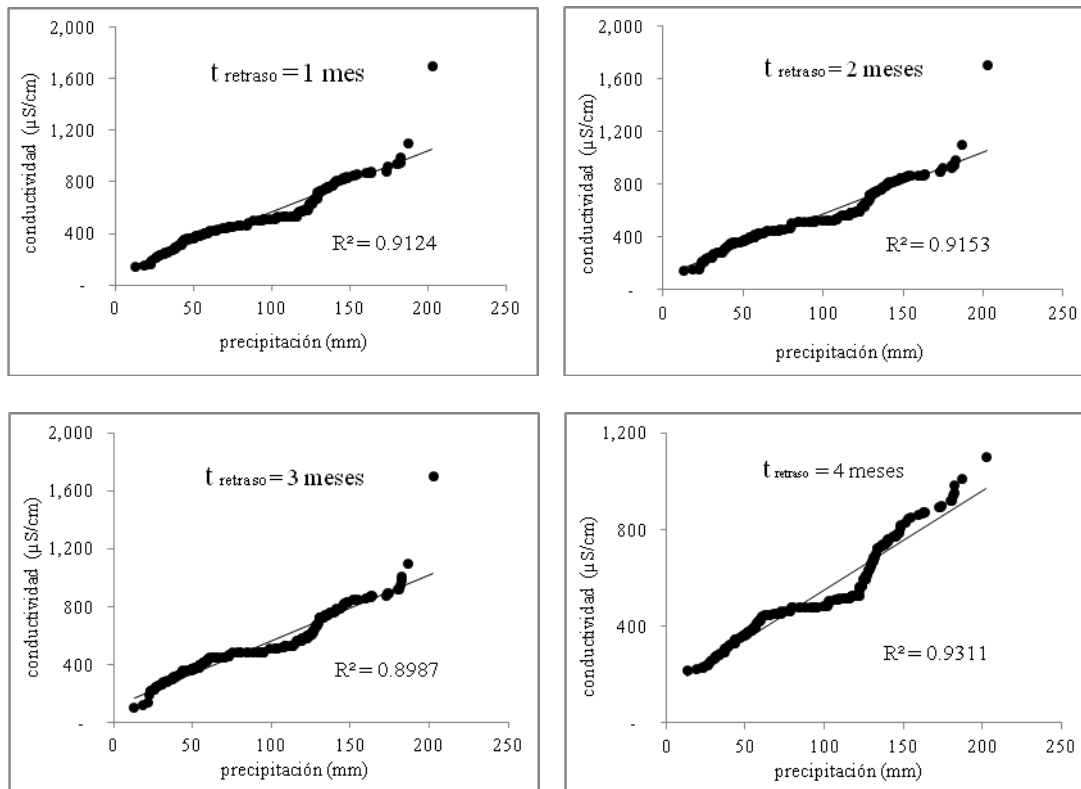 2,000
1,600
1,200
800
400
-
conductividad (µS/cm)
t retraso = 1 mes
R² = 0.9124
0 50 100 150 200 250
precipitación (mm)
2,000
1,600
1,200
800
400
-
conductividad (µS/cm)
t retraso = 2 meses
R² = 0.9153
0 50 100 150 200 250
precipitación (mm)
2,000
1,600
1,200
800
400
-
conductividad (µS/cm)
t retraso = 3 meses
R² = 0.8987
0 50 100 150 200 250
precipitación (mm)
1,200
800
400
-
conductividad (µS/cm)
t retraso = 4 meses
R² = 0.9311
0 50 100 150 200 250
precipitación (mm)